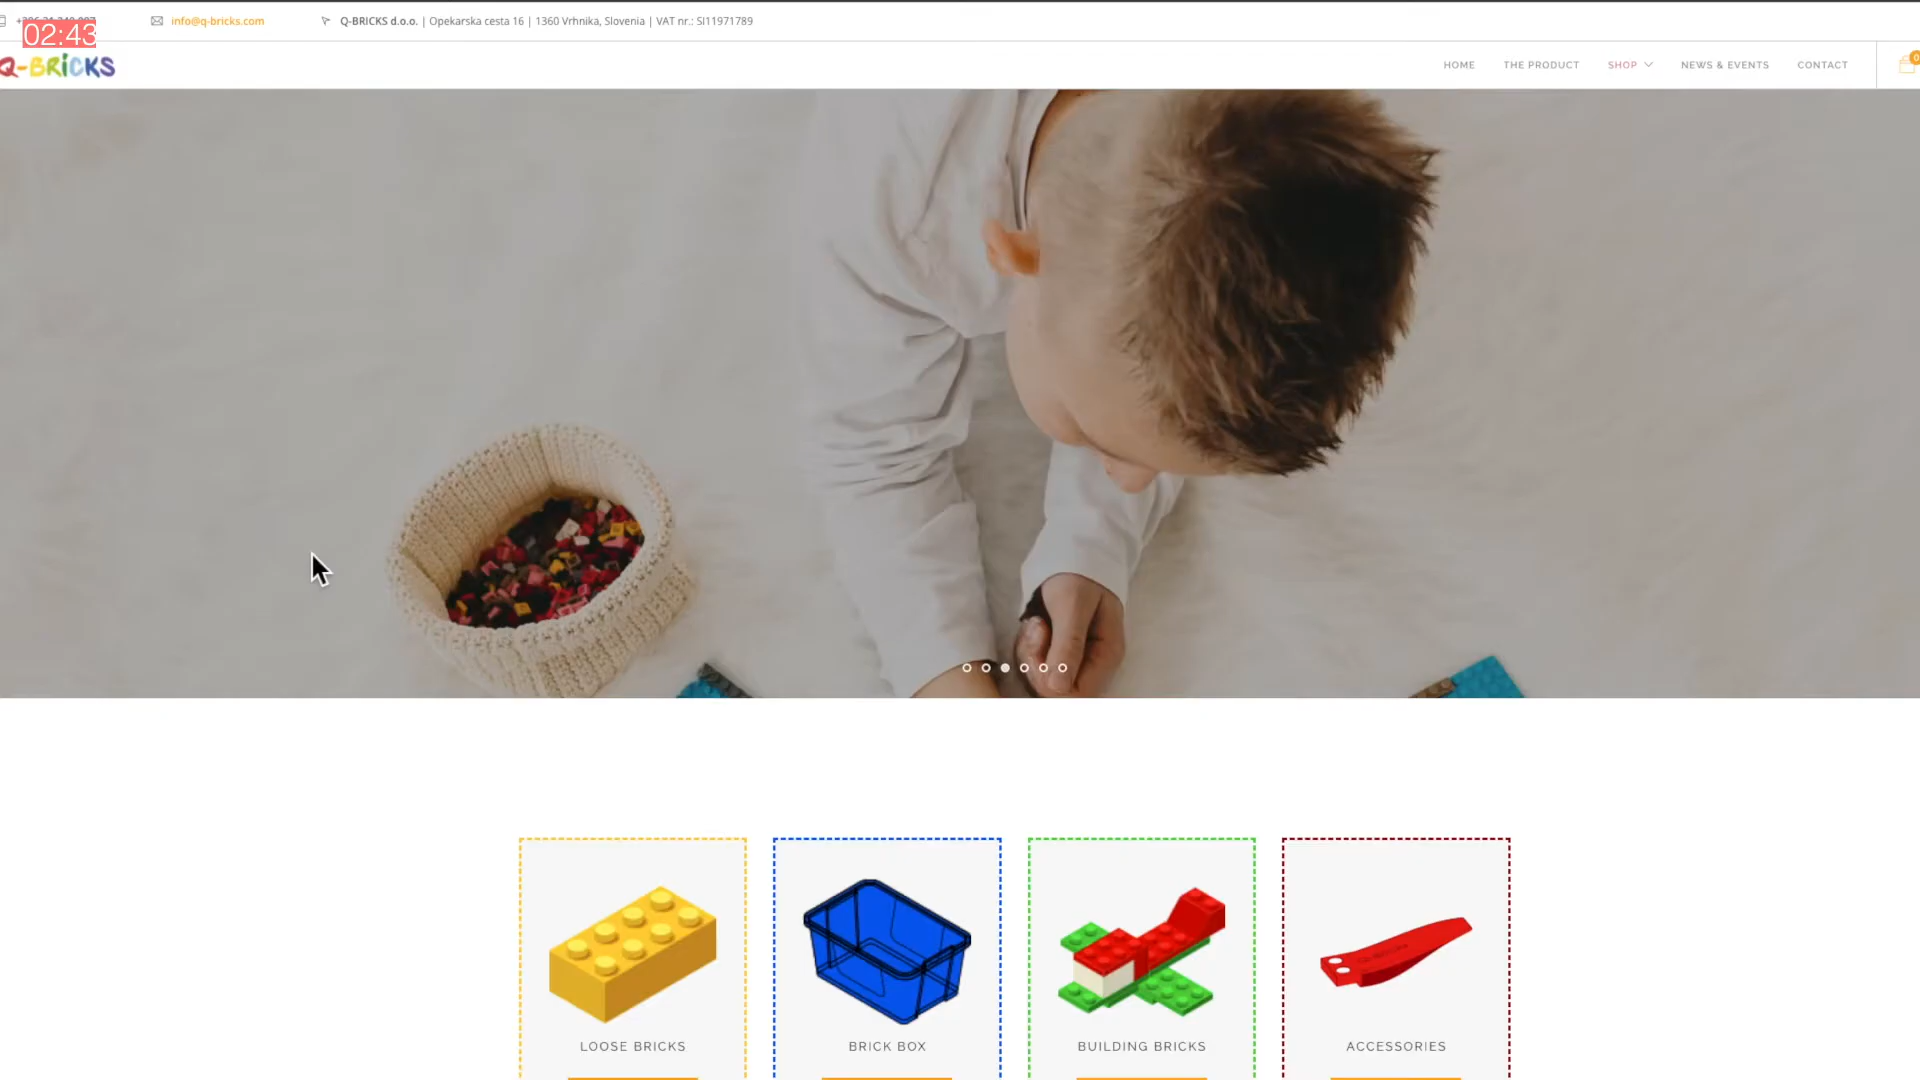 02:43
info@q-bricks.com
Q-BRICKS d.o.o. | Opekarska cesta 16 | 1360 Vrhnika, Slovenia | VAT nr.: SI11971789
Q-BRICKS
HOME
THE PRODUCT
SHOP
NEWS & EVENTS
CONTACT
0
LOOSE BRICKS
BRICK BOX
BUILDING BRICKS
ACCESSORIES